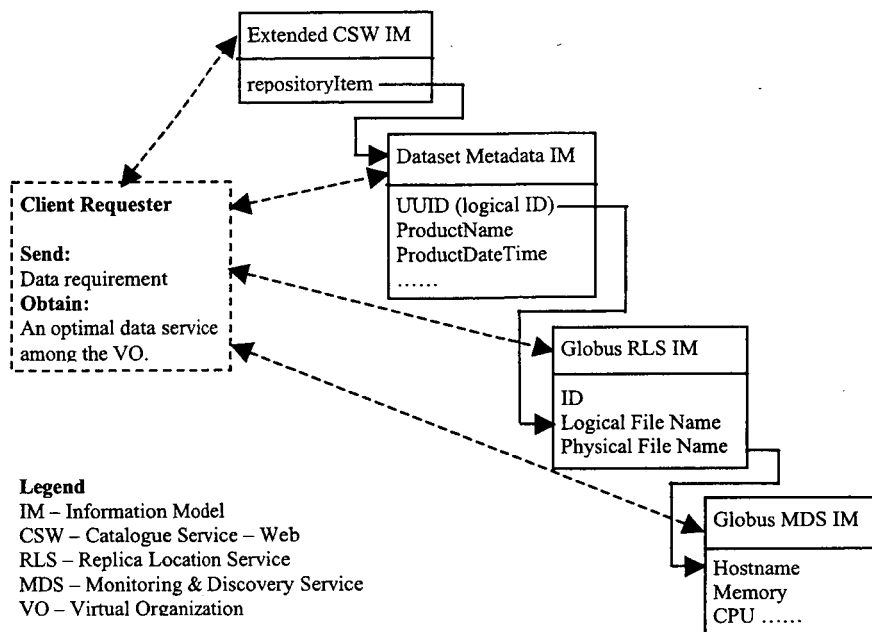 Extended CSW IM
repositoryItem
Dataset Metadata IM
UUID (logical ID)
ProductName
ProductDateTime
......
Client Requester
Send:
Data requirement
Obtain:
An optimal data service
among the VO.
Globus RLS IM
ID
Logical File Name
Physical File Name
Globus MDS IM
Hostname
Memory
CPU ......
Legend
IM – Information Model
CSW – Catalogue Service – Web
RLS – Replica Location Service
MDS – Monitoring & Discovery Service
VO – Virtual Organization